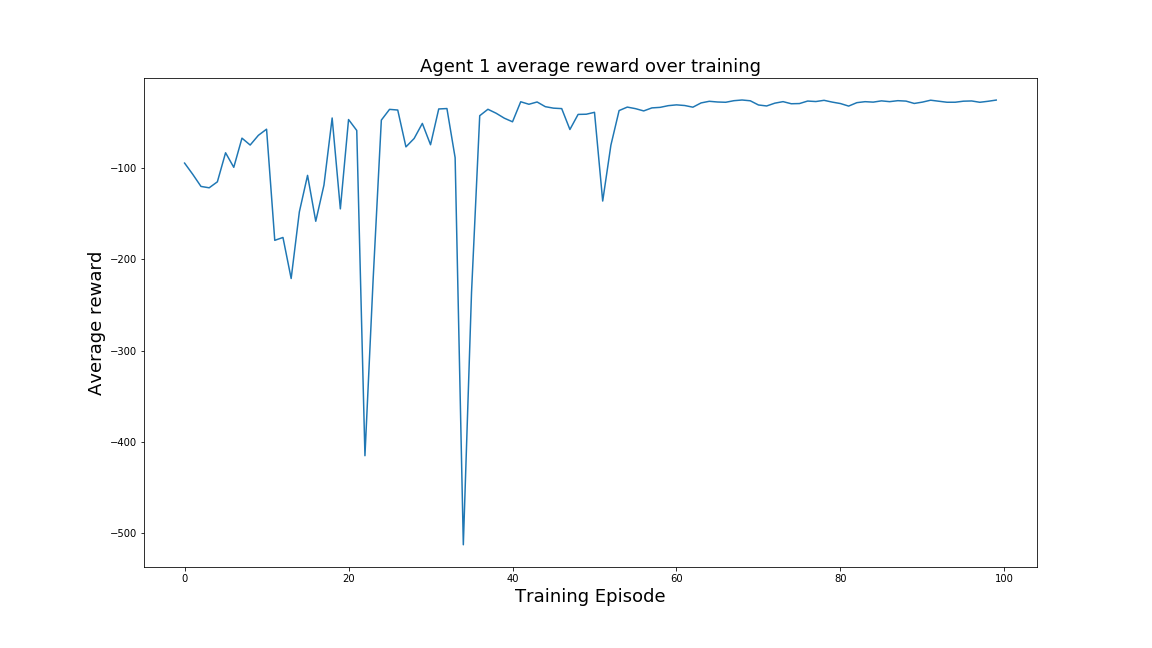 Agent 1 average reward over training
Average reward
−100
−200
−300
−400
−500
0 20 40 60 80 100
Training Episode